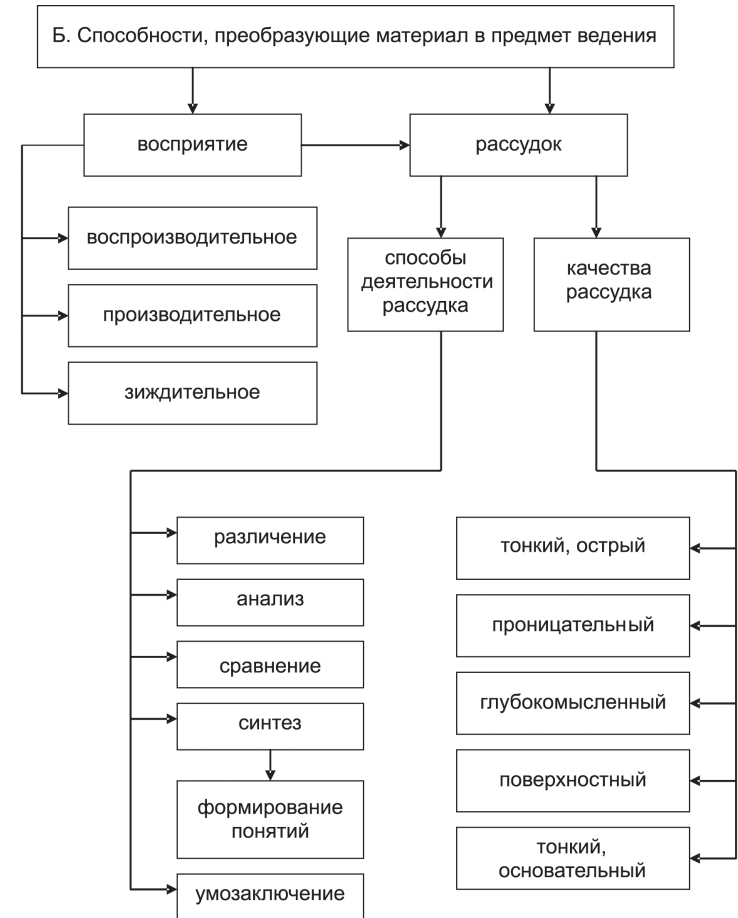 Б. Способности, преобразующие материал в предмет ведения
восприятие
рассудок
воспроизводительное
производительное
зиждительное
способы
деятельности
рассудка
качества
рассудка
различение
анализ
сравнение
синтез
формирование
понятий
умозаключение
тонкий, острый
проницательный
глубокомысленный
поверхностный
тонкий,
основательный